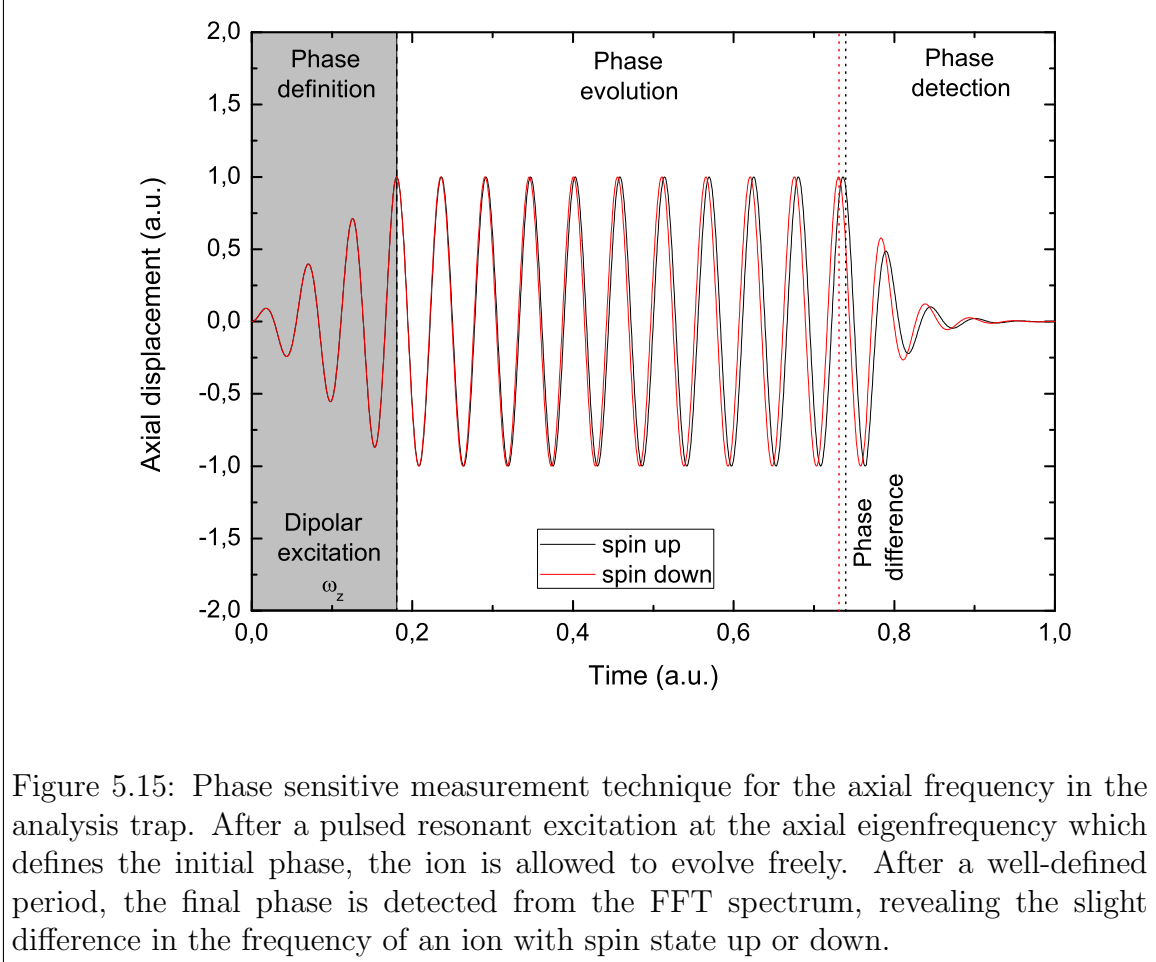 2,0
1,5
1,0
0,5
0,0
-0,5
-1,0
-1,5
-2,0
Axial displacement (a.u.)
Phase
definition
Phase
evolution
Phase
detection
Dipolar
excitation
ωz
spin up
spin down
Phase
difference
0,0 0,2 0,4 0,6 0,8 1,0
Time (a.u.)
Figure 5.15: Phase sensitive measurement technique for the axial frequency in the
analysis trap. After a pulsed resonant excitation at the axial eigenfrequency which
defines the initial phase, the ion is allowed to evolve freely. After a well-defined
period, the final phase is detected from the FFT spectrum, revealing the slight
difference in the frequency of an ion with spin state up or down.